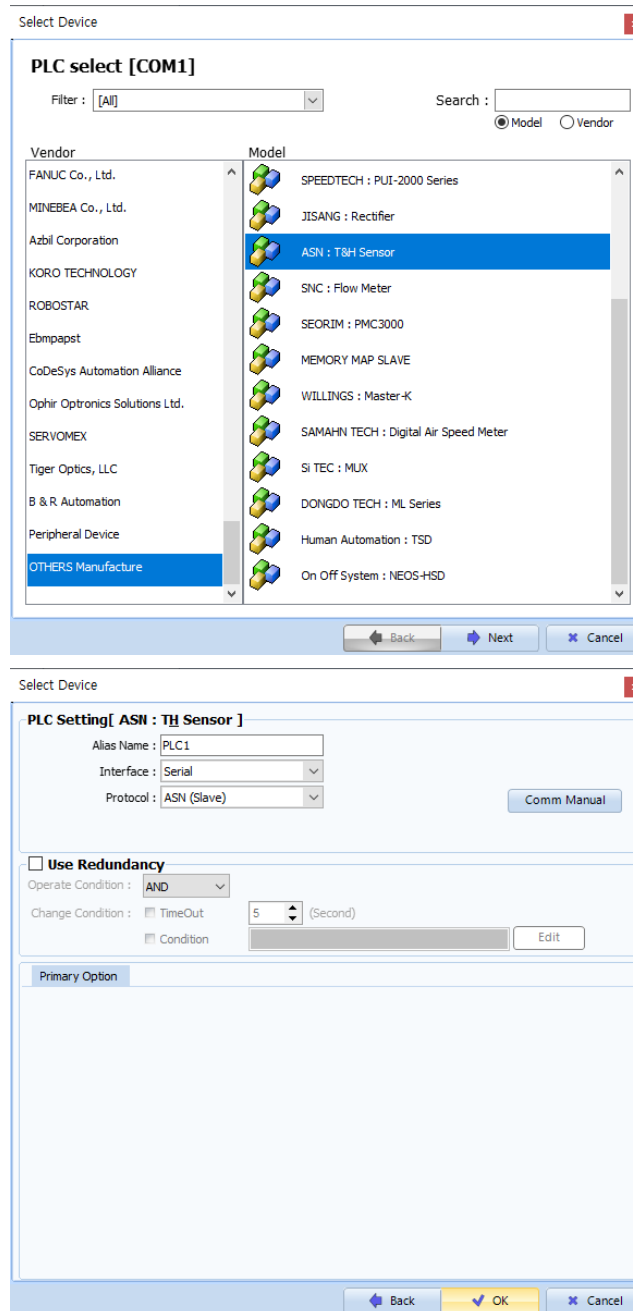 Select Device
PLC select [COM1]
Filter : [All]
Search :
Model Vendor
Vendor
FANUC Co., Ltd.
MINEBEA Co., Ltd.
Azbil Corporation
KORO TECHNOLOGY
ROBOSTAR
Ebmpapst
CoDeSys Automation Alliance
Ophir Optronics Solutions Ltd.
SERVOMEX
Tiger Optics, LLC
B & R Automation
Peripheral Device
OTHERS Manufacture
Model
SPEEDTECH : PUI-2000 Series
JISANG : Rectifier
ASN : T&H Sensor
SNC : Flow Meter
SEORIM : PMC3000
MEMORY MAP SLAVE
WILLINGS : Master-K
SAMAHN TECH : Digital Air Speed Meter
Si TEC : MUX
DONGDO TECH : ML Series
Human Automation : TSD
On Off System : NEOS-HSD
Back Next Cancel
Select Device
PLC Setting[ ASN : TH Sensor ]
Alias Name : PLC1
Interface : Serial
Protocol : ASN (Slave)
Comm Manual
Use Redundancy
Operate Condition : AND
Change Condition : TimeOut 5 (Second)
Condition Edit
Primary Option
Back OK Cancel